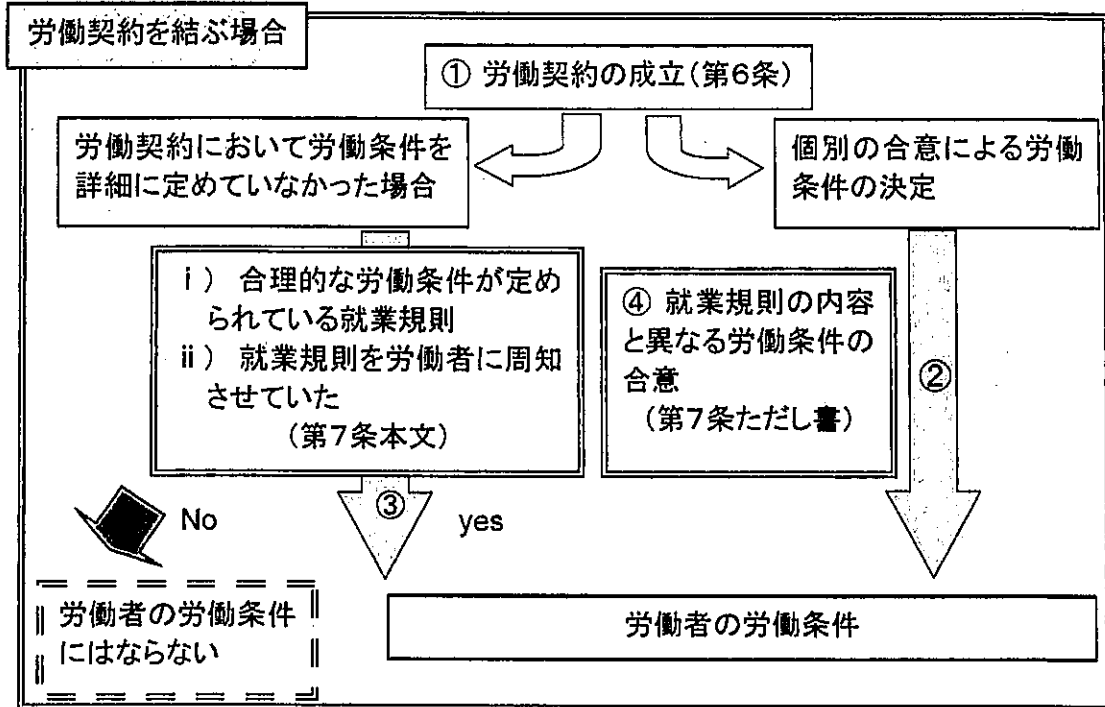 労働契約を結ぶ場合
① 労働契約の成立(第6条)
労働契約において労働条件を
詳細に定めていなかった場合
個別の合意による労働
条件の決定
ⅰ) 合理的な労働条件が定め
られている就業規則
ⅱ) 就業規則を労働者に周知
させていた
(第7条本文)
④ 就業規則の内容
と異なる労働条件の
合意
(第7条ただし書)
②
③
No
yes
労働者の労働条件
にはならない
労働者の労働条件